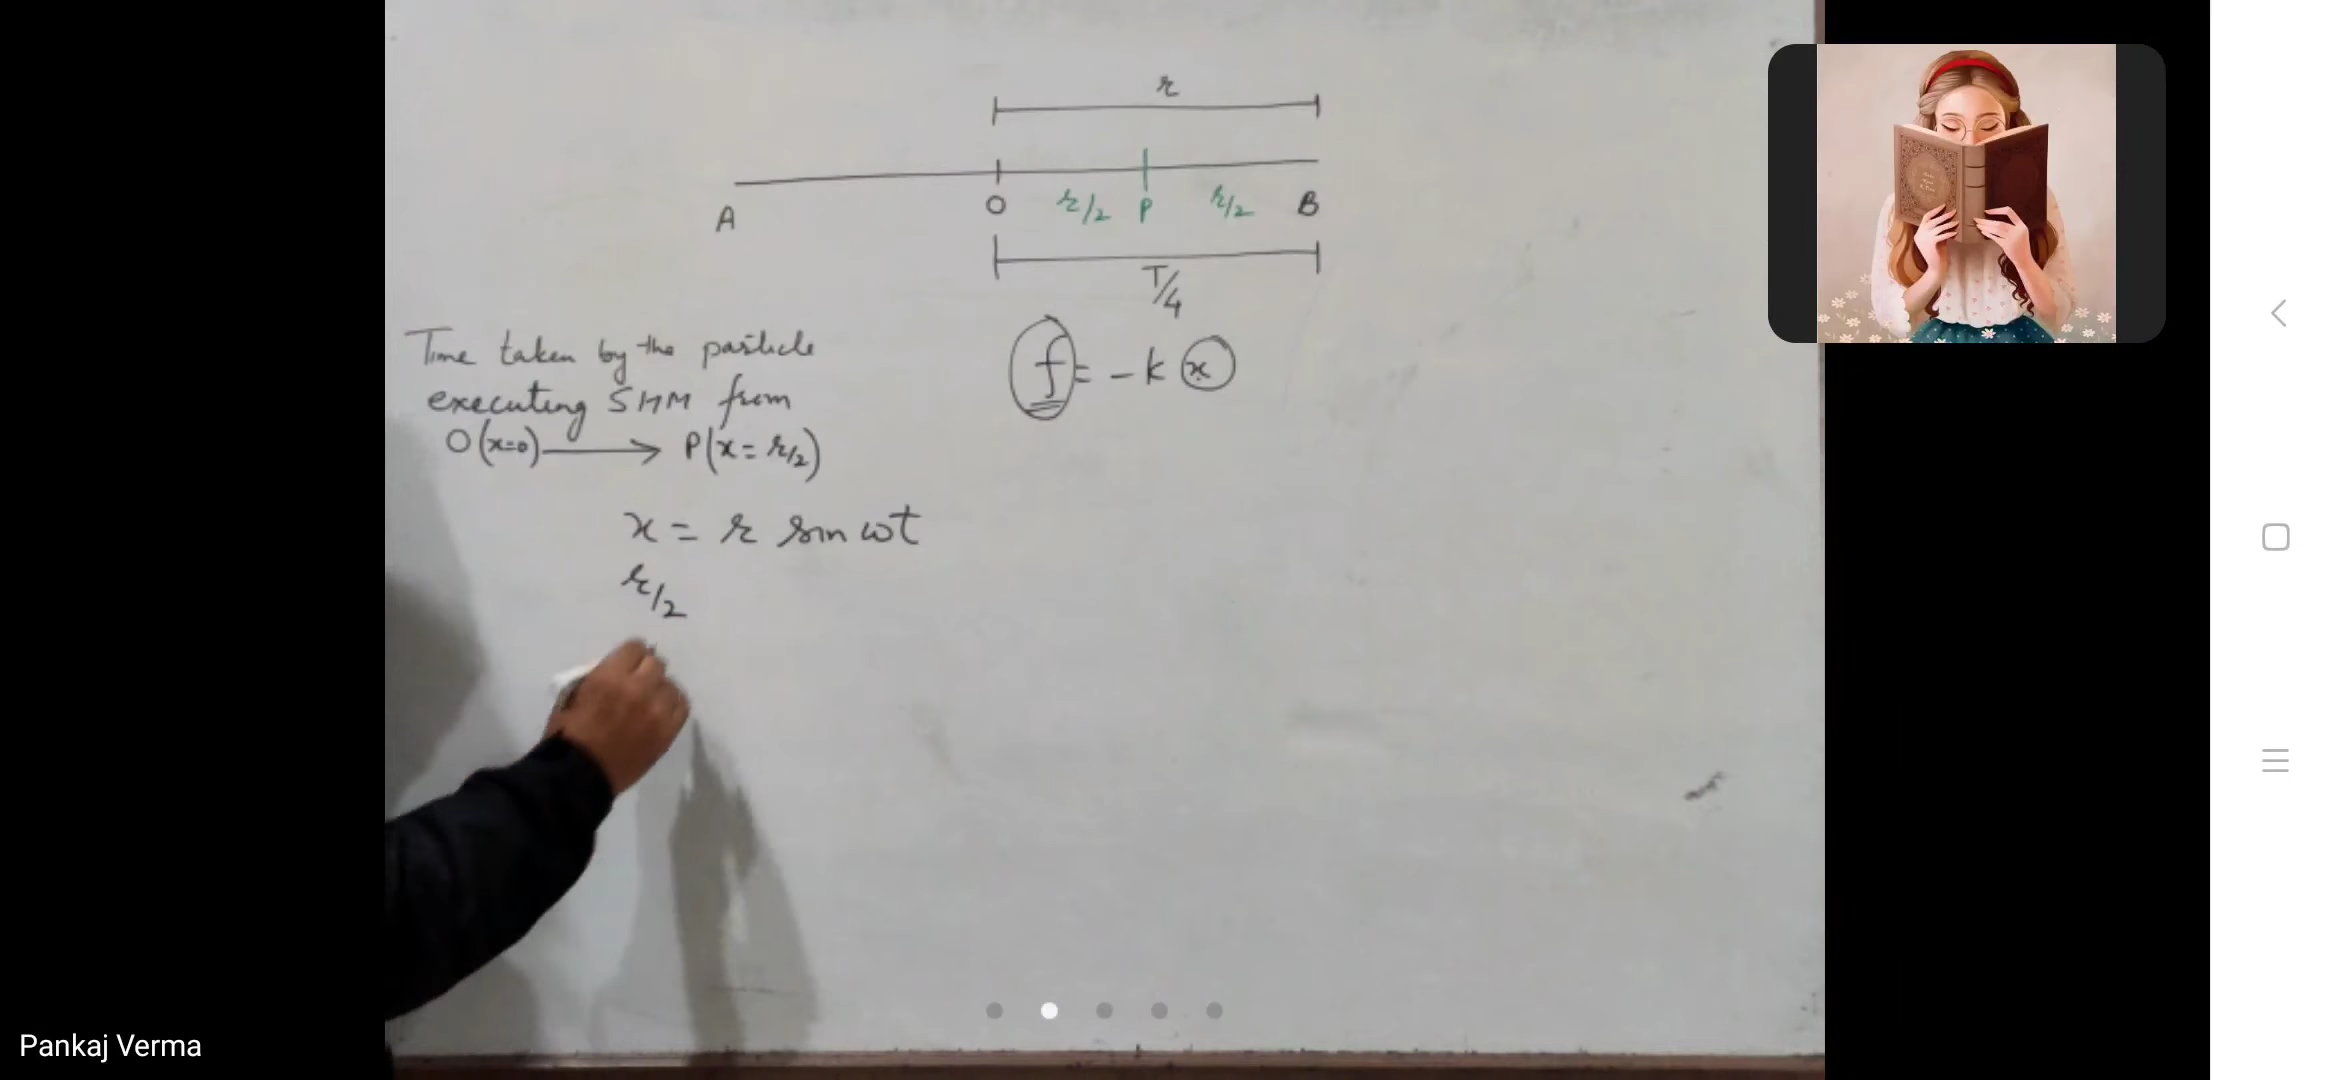 r
A O r/2 P r/2 B
T/4
f = - k x
Time taken by the particle
executing SHM from
O(x=0) ⟶ P(x = r/2)
x = r sin ωt
r/2
Pankaj Verma